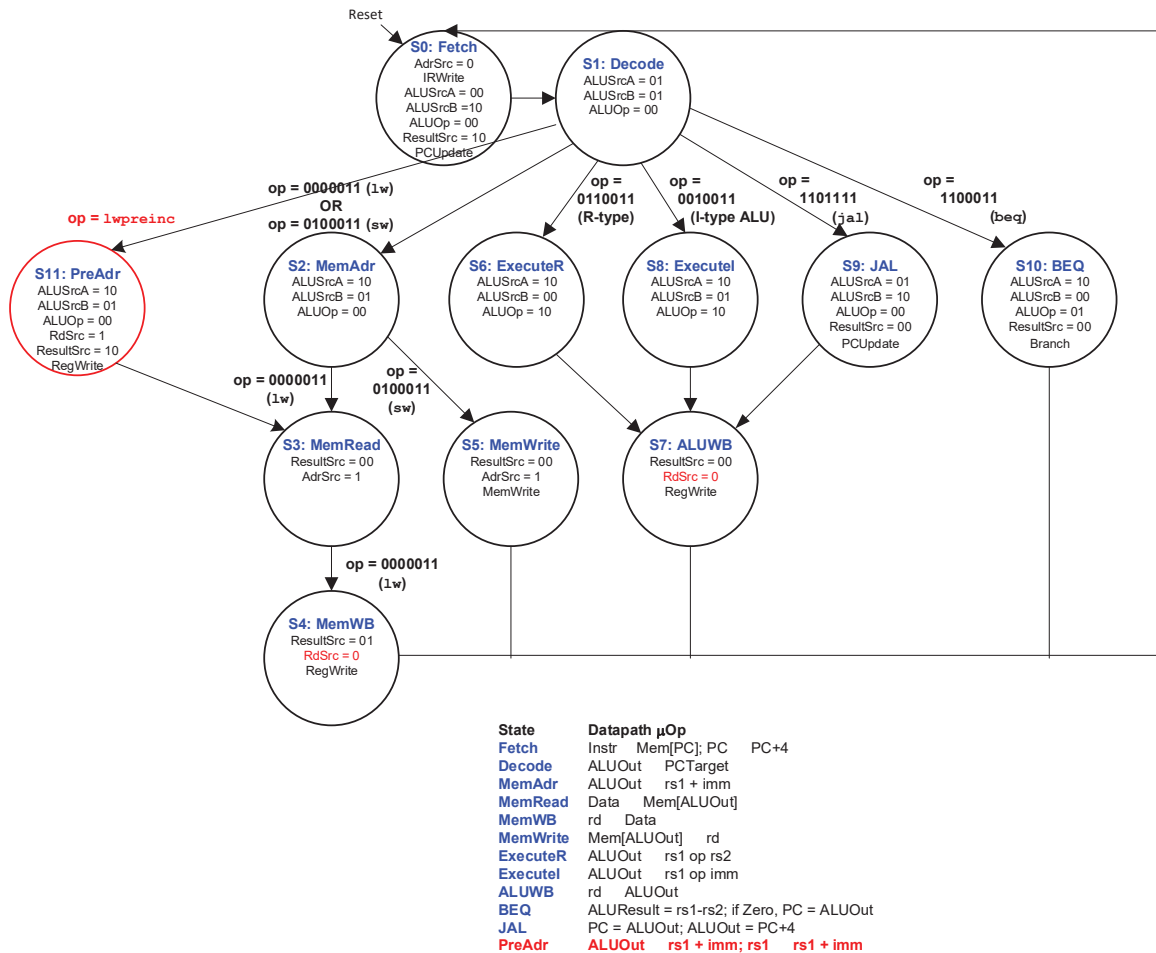 Reset
S0: Fetch
AdrSrc = 0
IRWrite
ALUSrcA = 00
ALUSrcB =10
ALUOp = 00
ResultSrc = 10
PCUpdate
S1: Decode
ALUSrcA = 01
ALUSrcB = 01
ALUOp = 00
op = lwpreinc
op = 0000011 (lw)
OR
op = 0100011 (sw)
op =
0110011
(R-type)
op =
0010011
(I-type ALU)
op =
1101111
(jal)
op =
1100011
(beq)
S11: PreAdr
ALUSrcA = 10
ALUSrcB = 01
ALUOp = 00
RdSrc = 1
ResultSrc = 10
RegWrite
S2: MemAdr
ALUSrcA = 10
ALUSrcB = 01
ALUOp = 00
S6: ExecuteR
ALUSrcA = 10
ALUSrcB = 00
ALUOp = 10
S8: ExecuteI
ALUSrcA = 10
ALUSrcB = 01
ALUOp = 10
S9: JAL
ALUSrcA = 01
ALUSrcB = 10
ALUOp = 00
ResultSrc = 00
PCUpdate
S10: BEQ
ALUSrcA = 10
ALUSrcB = 00
ALUOp = 01
ResultSrc = 00
Branch
op = 0000011
(lw)
op =
0100011
(sw)
S3: MemRead
ResultSrc = 00
AdrSrc = 1
S5: MemWrite
ResultSrc = 00
AdrSrc = 1
MemWrite
S7: ALUWB
ResultSrc = 00
RdSrc = 0
RegWrite
op = 0000011
(lw)
S4: MemWB
ResultSrc = 01
RdSrc = 0
RegWrite
State Datapath µOp
Fetch Instr Mem[PC]; PC PC+4
Decode ALUOut PCTarget
MemAdr ALUOut rs1 + imm
MemRead Data Mem[ALUOut]
MemWB rd Data
MemWrite Mem[ALUOut] rd
ExecuteR ALUOut rs1 op rs2
ExecuteI ALUOut rs1 op imm
ALUWB rd ALUOut
BEQ ALUResult = rs1-rs2; if Zero, PC = ALUOut
JAL PC = ALUOut; ALUOut = PC+4
PreAdr ALUOut rs1 + imm; rs1 rs1 + imm